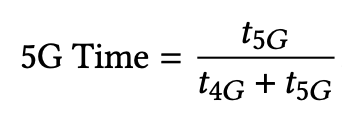 5G Time = t5G / (t4G + t5G)